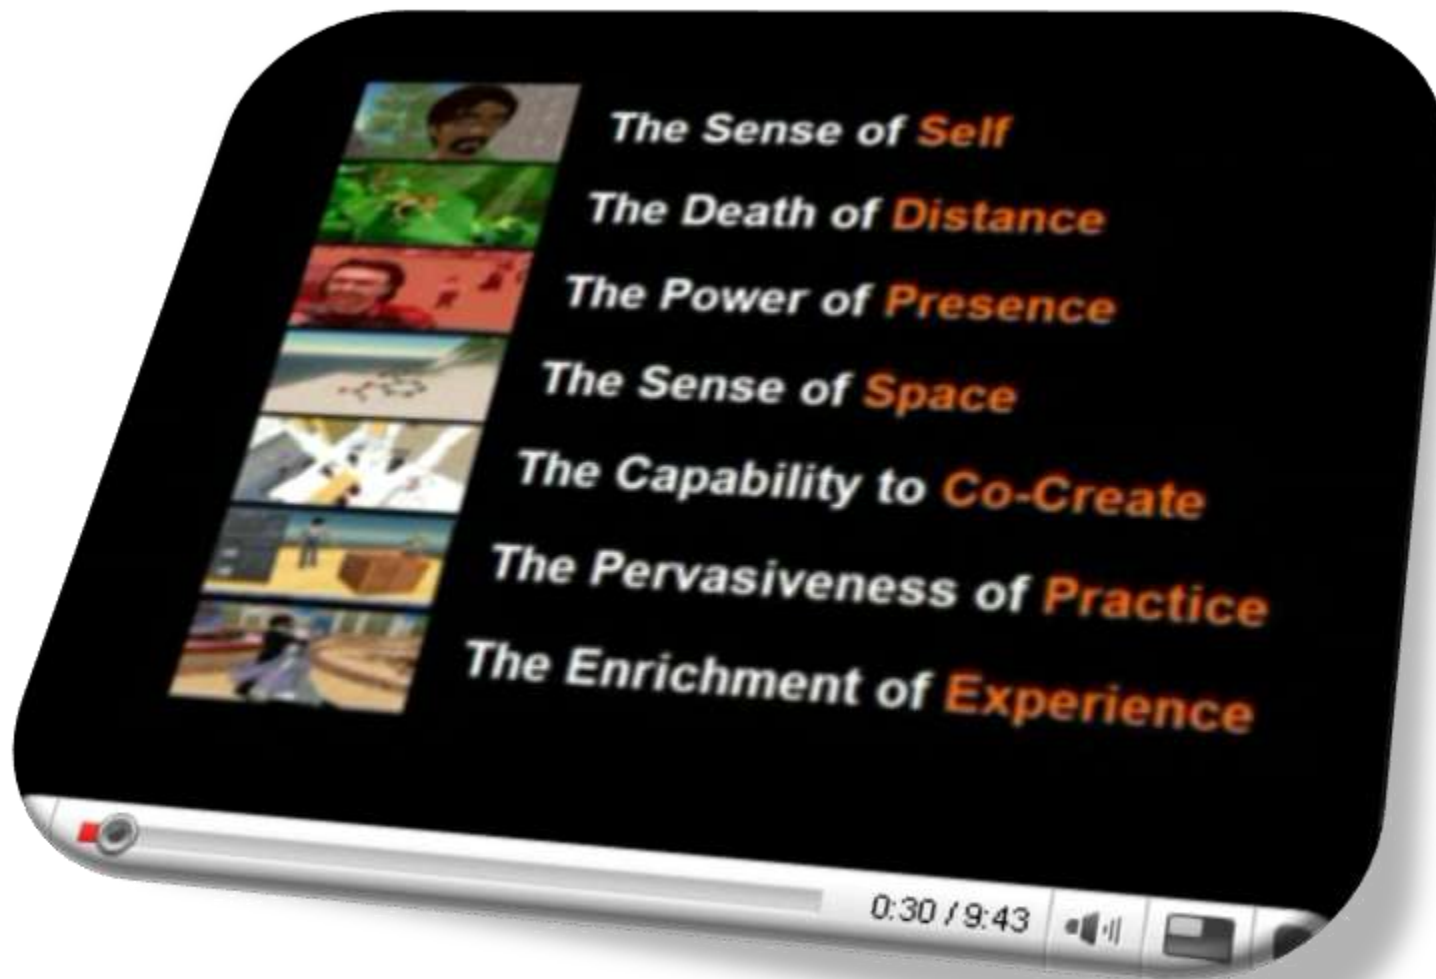 The Sense of Self
The Death of Distance
The Power of Presence
The Sense of Space
The Capability to Co-Create
The Pervasiveness of Practice
The Enrichment of Experience
0:30 / 9:43